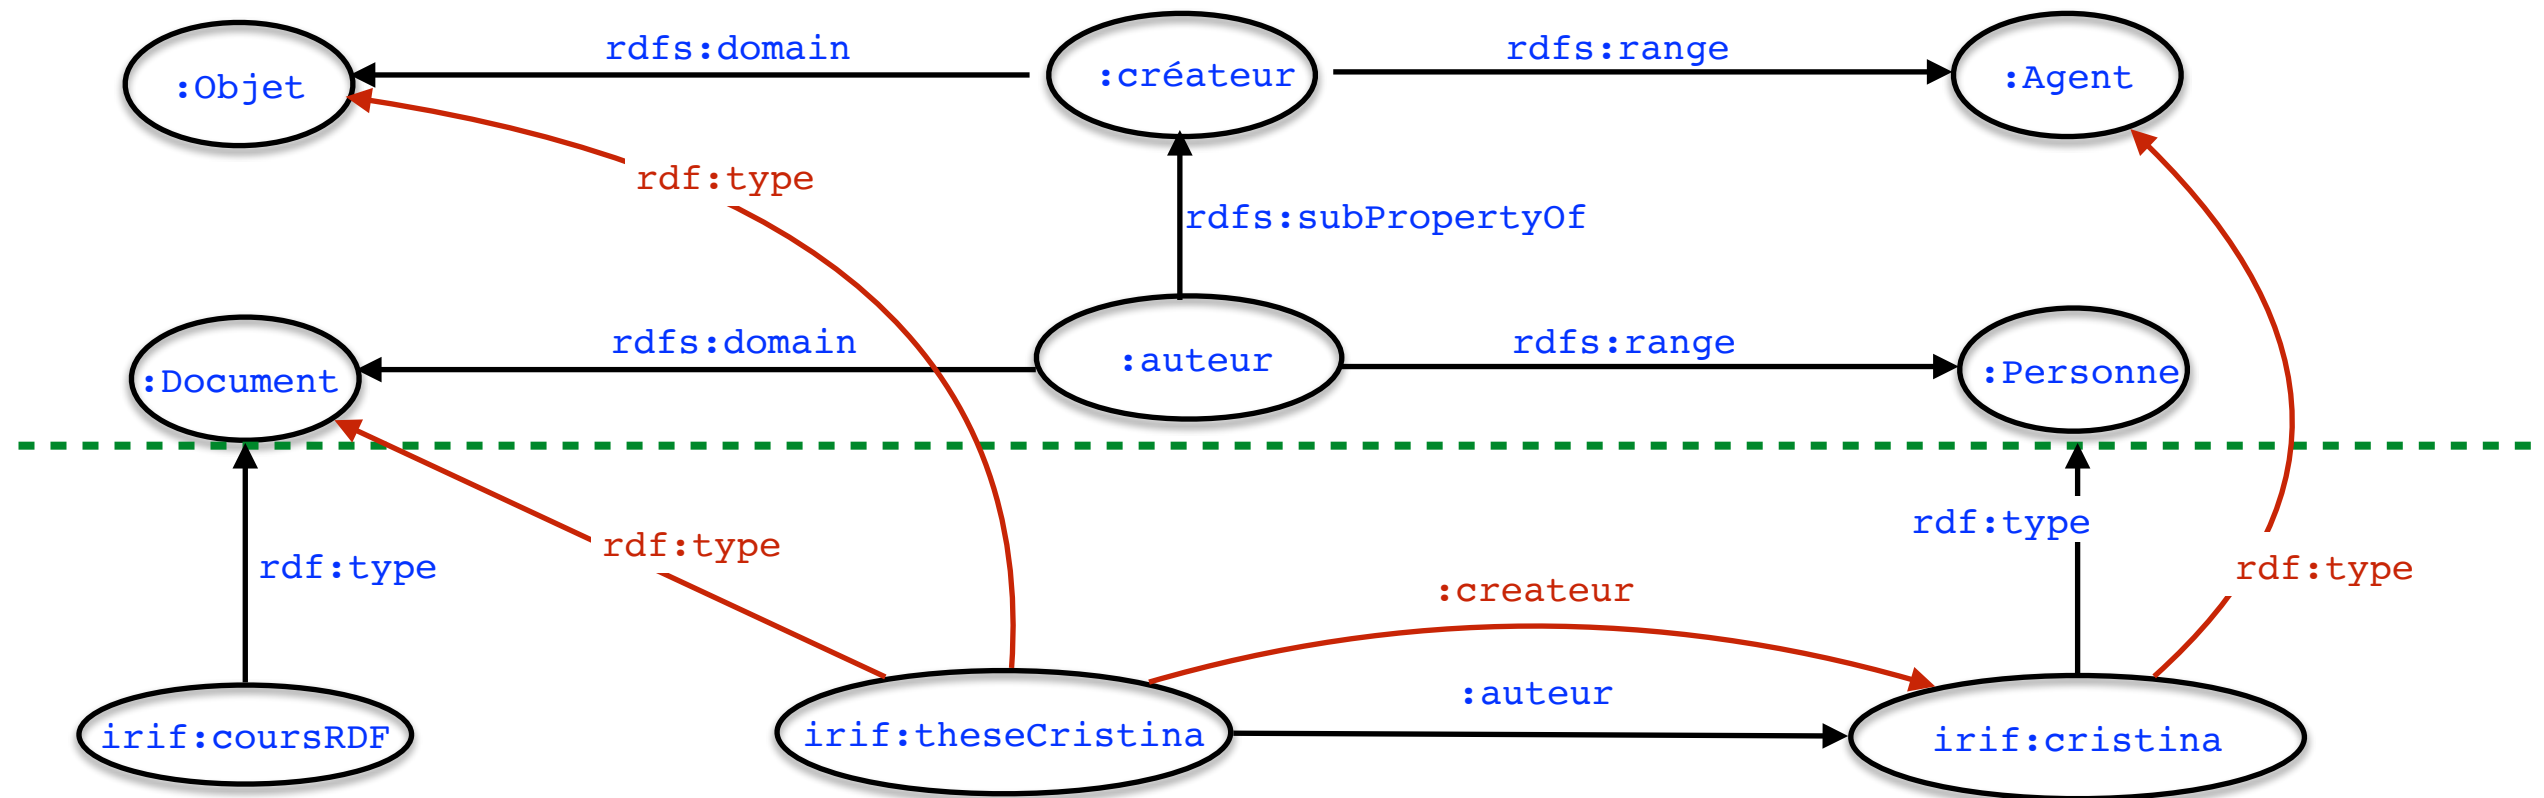 rdfs:domain
rdfs:range
:Objet
:créateur
:Agent
rdf:type
rdfs:subPropertyOf
rdfs:domain
rdfs:range
:Document
:auteur
:Personne
rdf:type
rdf:type
rdf:type
rdf:type
:createur
:auteur
irif:coursRDF
irif:theseCristina
irif:cristina